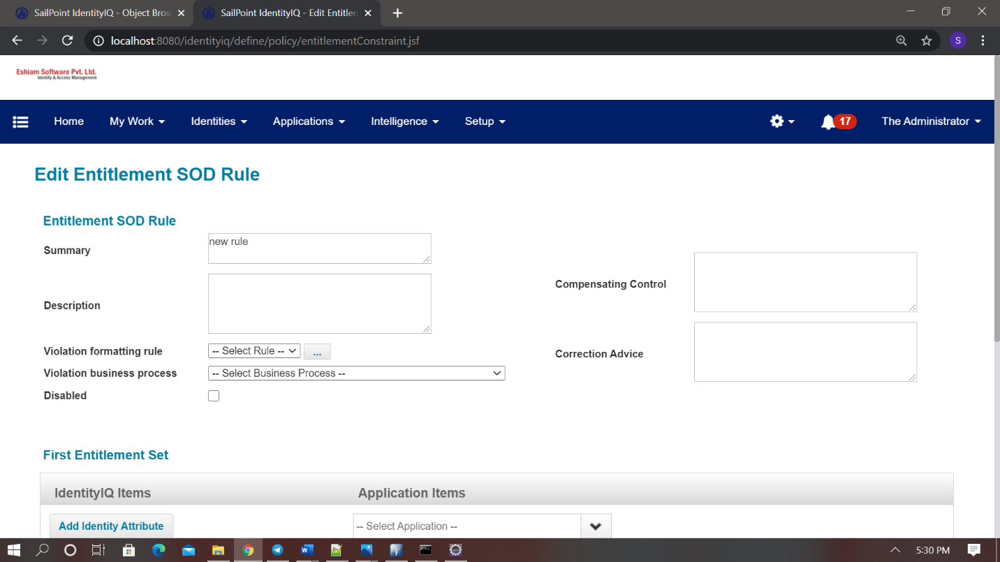 SailPoint IdentityIQ - Object Brow
SailPoint IdentityIQ - Edit Entitlen
localhost:8080/identityiq/define/policy/entitlementConstraint.jsf
S
Eshiam Software Pvt. Ltd.
Identity & Access Management
Home My Work Identities Applications Intelligence Setup 17 The Administrator
Edit Entitlement SOD Rule
Entitlement SOD Rule
Summary
new rule
Description
Violation formatting rule
-- Select Rule --
...
Violation business process
-- Select Business Process --
Disabled
Compensating Control
Correction Advice
First Entitlement Set
IdentityIQ Items Application Items
Add Identity Attribute
-- Select Application --
5:30 PM